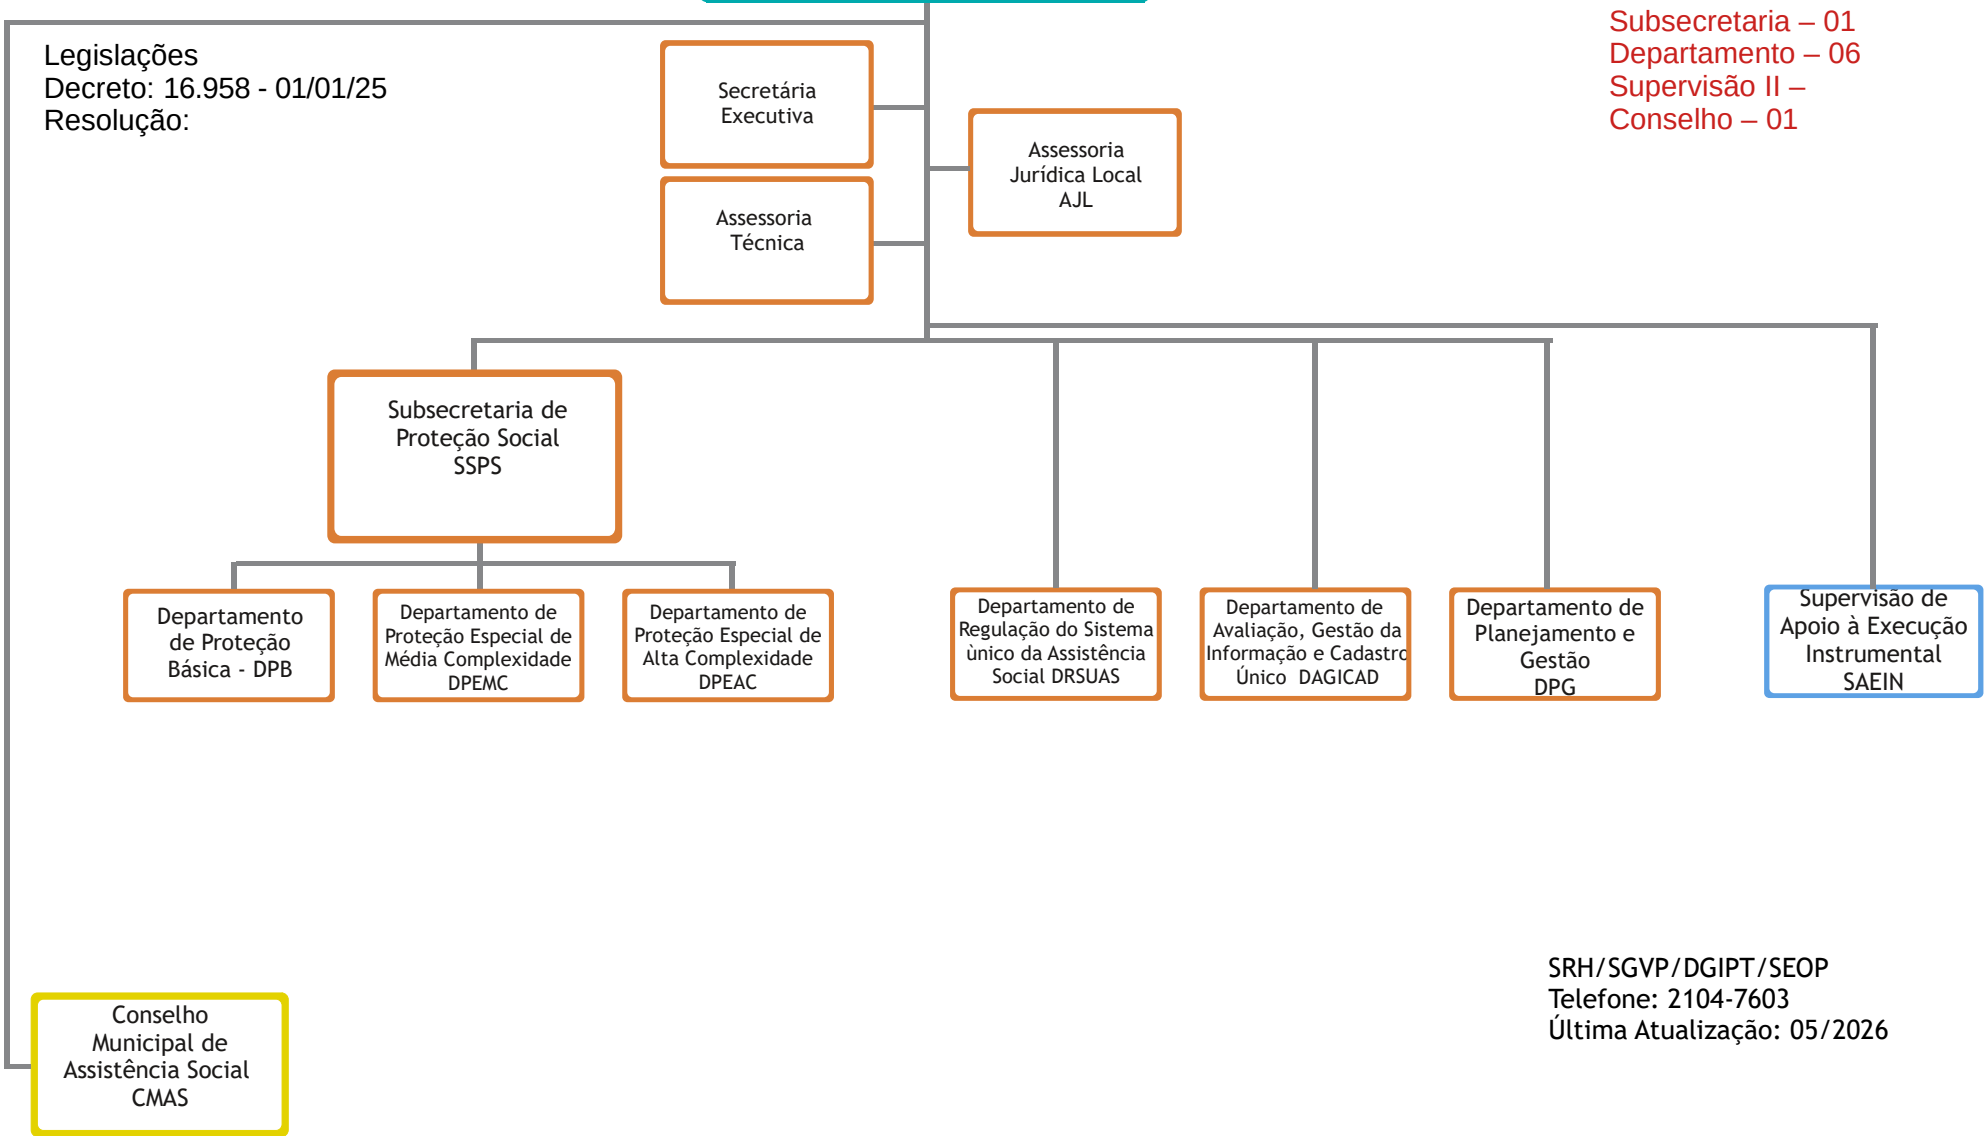 Legislações
Decreto: 16.958 - 01/01/25
Resolução:
Subsecretaria – 01
Departamento – 06
Supervisão II –
Conselho – 01
Secretária
Executiva
Assessoria
Jurídica Local
AJL
Assessoria
Técnica
Subsecretaria de
Proteção Social
SSPS
Departamento
de Proteção
Básica - DPB
Departamento de
Proteção Especial de
Média Complexidade
DPEMC
Departamento de
Proteção Especial de
Alta Complexidade
DPEAC
Departamento de
Regulação do Sistema
ùnico da Assistência
Social DRSUAS
Departamento de
Avaliação, Gestão da
Informação e Cadastro
Único  DAGICAD
Departamento de
Planejamento e
Gestão
DPG
Supervisão de
Apoio à Execução
Instrumental
SAEIN
SRH/SGVP/DGIPT/SEOP
Telefone: 2104-7603
Última Atualização: 05/2026
Conselho
Municipal de
Assistência Social
CMAS